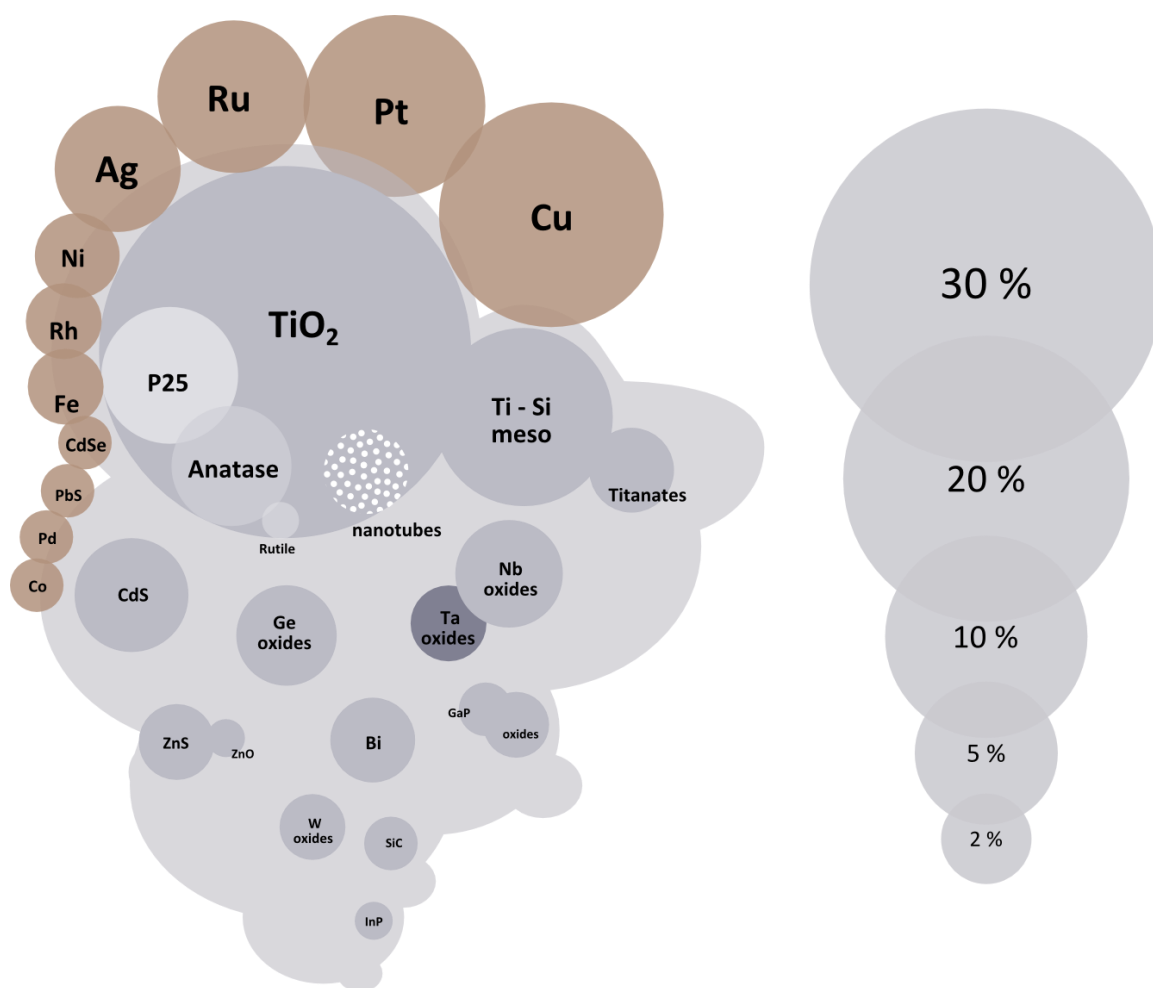 Ru
Pt
Ag
Cu
Ni
Rh
TiO₂
P25
Fe
Ti - Si
meso
CdSe
Anatase
PbS
Titanates
nanotubes
Pd
Rutile
Co
CdS
Nb
oxides
Ge
oxides
Ta
oxides
GaP
oxides
ZnS
ZnO
Bi
W
oxides
SiC
InP
30 %
20 %
10 %
5 %
2 %